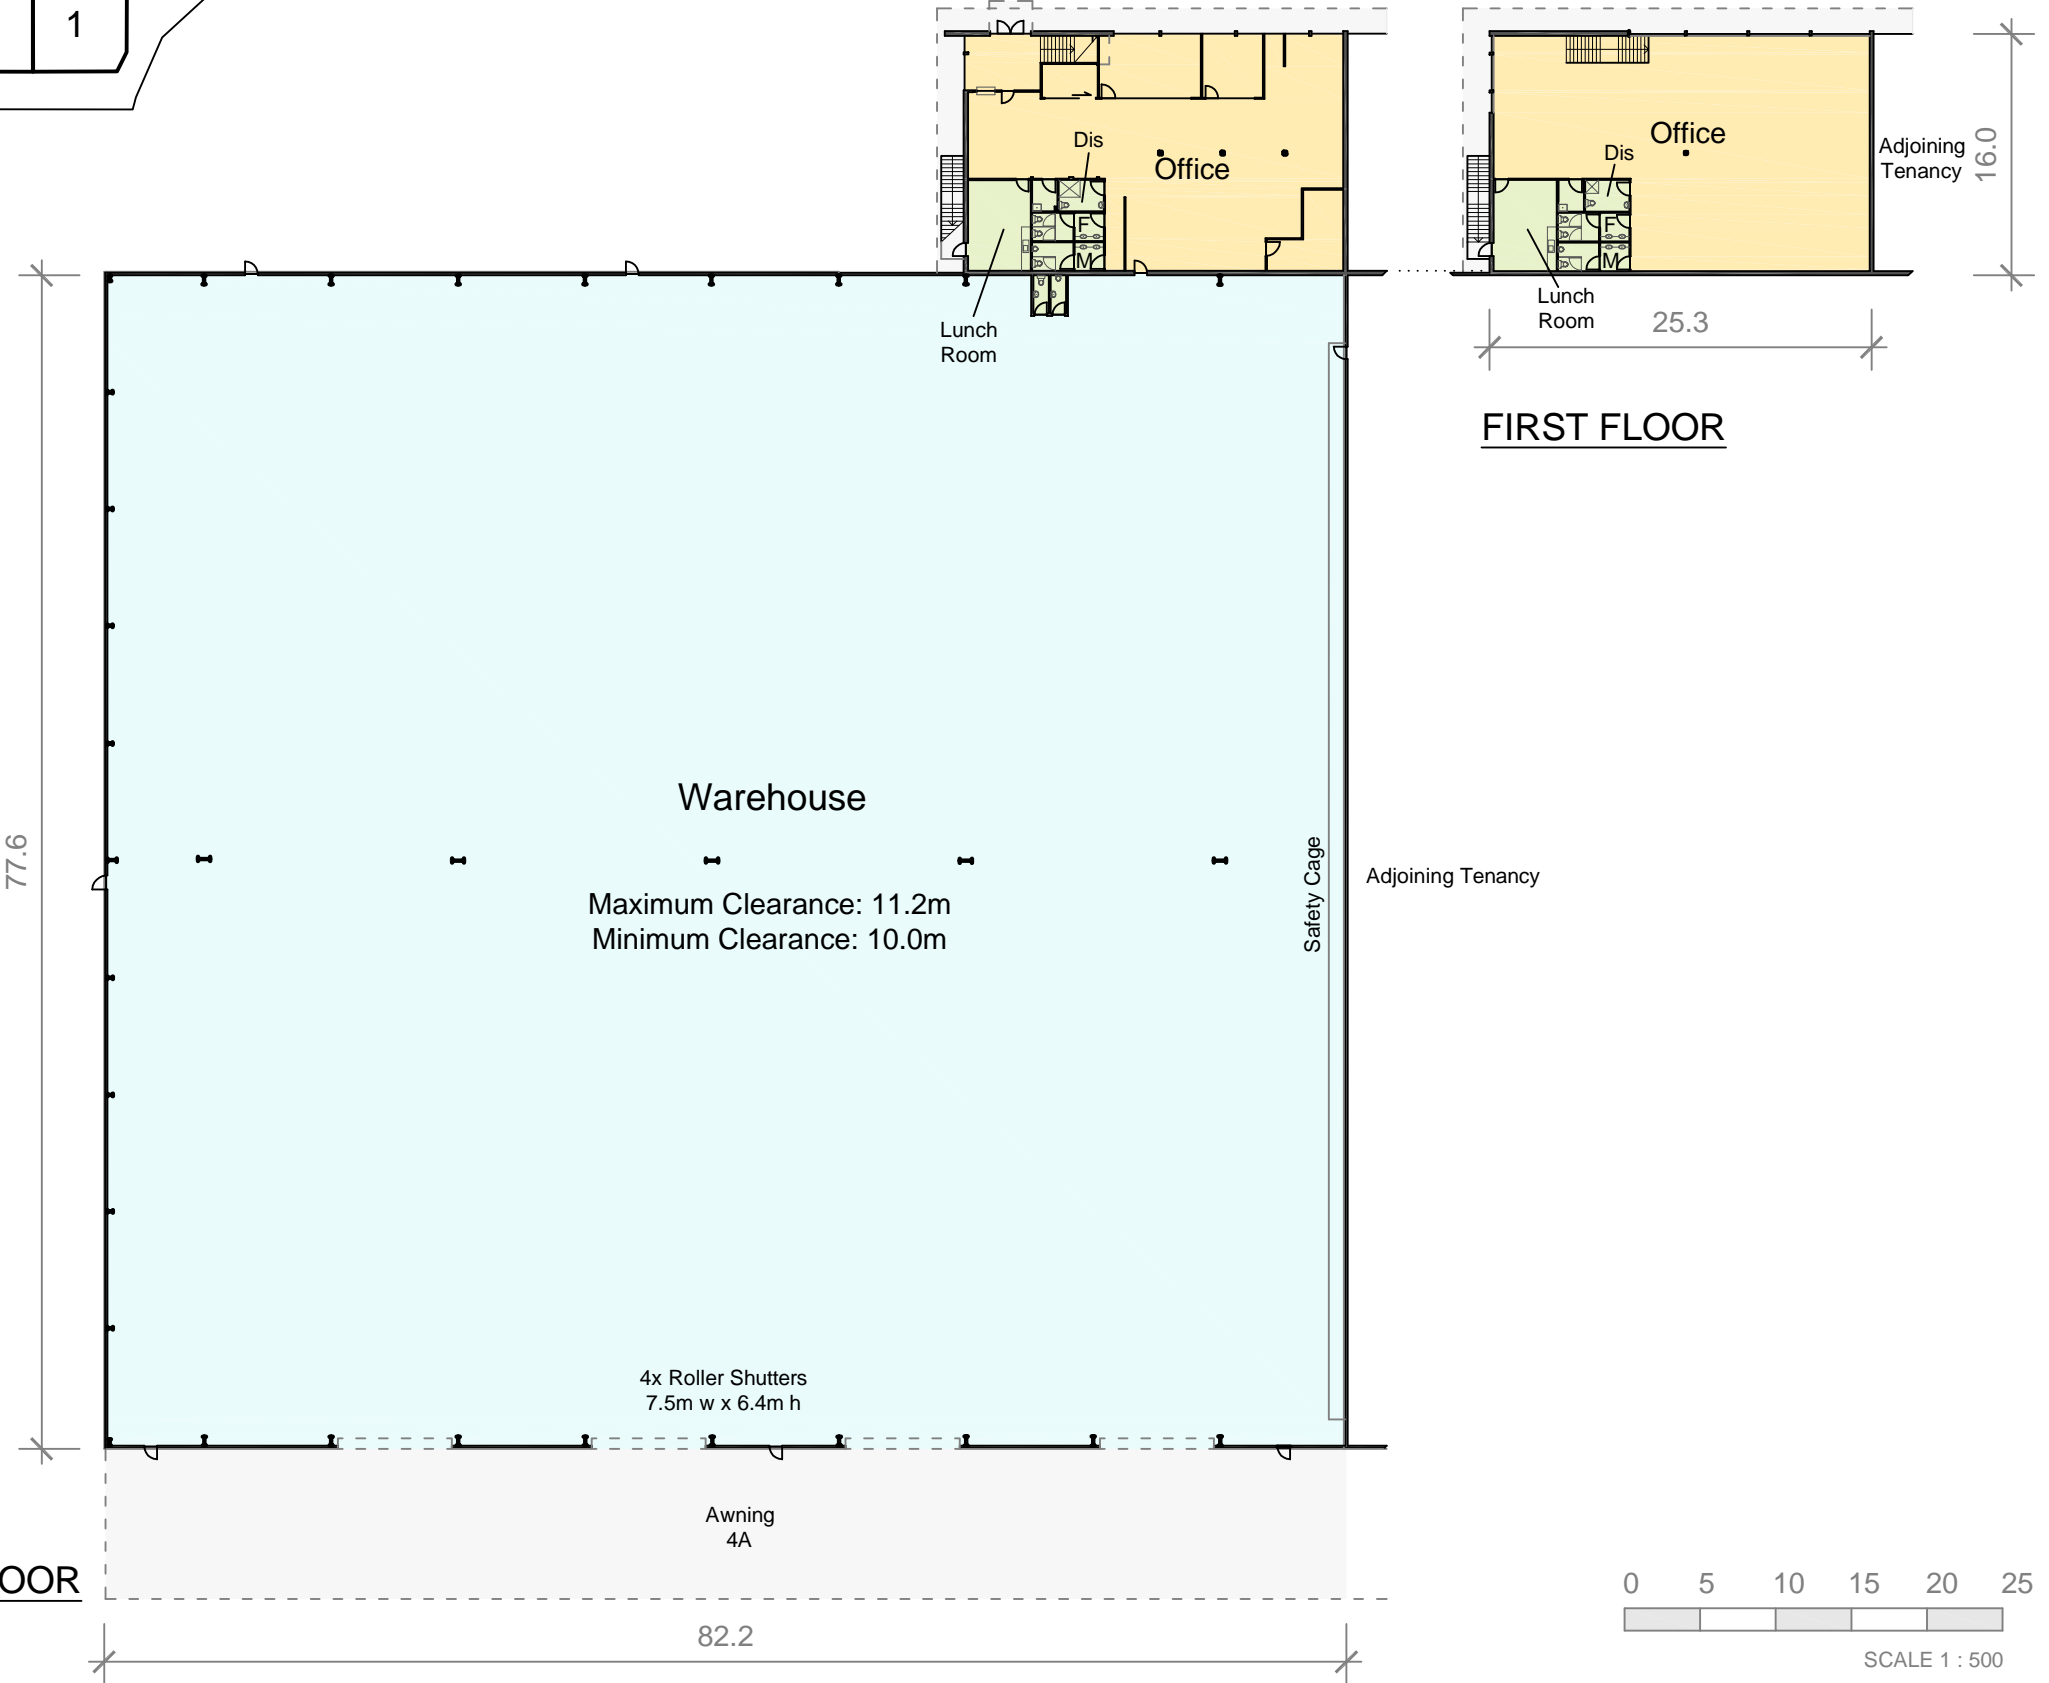 1
Dis
Office
F
M
Lunch
Room
Office
Dis
F
M
Lunch
Room
Adjoining
Tenancy
16.0
25.3
FIRST FLOOR
77.6
Warehouse
Maximum Clearance: 11.2m
Minimum Clearance: 10.0m
Safety Cage
Adjoining Tenancy
4x Roller Shutters
7.5m w x 6.4m h
Awning
4A
OOR
82.2
0 5 10 15 20 25
SCALE 1 : 500